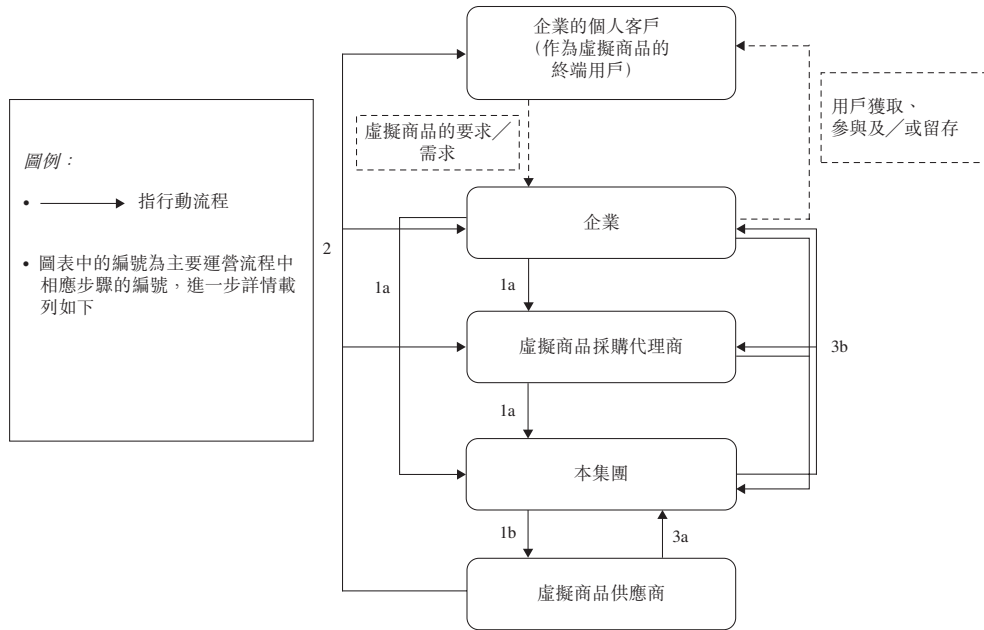 企業的個人客戶
(作為虛擬商品的
終端用戶)
虛擬商品的要求╱
需求
用戶獲取、
參與及╱或留存
圖例：
• 指行動流程
• 圖表中的編號為主要運營流程中
相應步驟的編號，進一步詳情載
列如下
2
企業
1a
1a
虛擬商品採購代理商
3b
1a
本集團
1b
3a
虛擬商品供應商